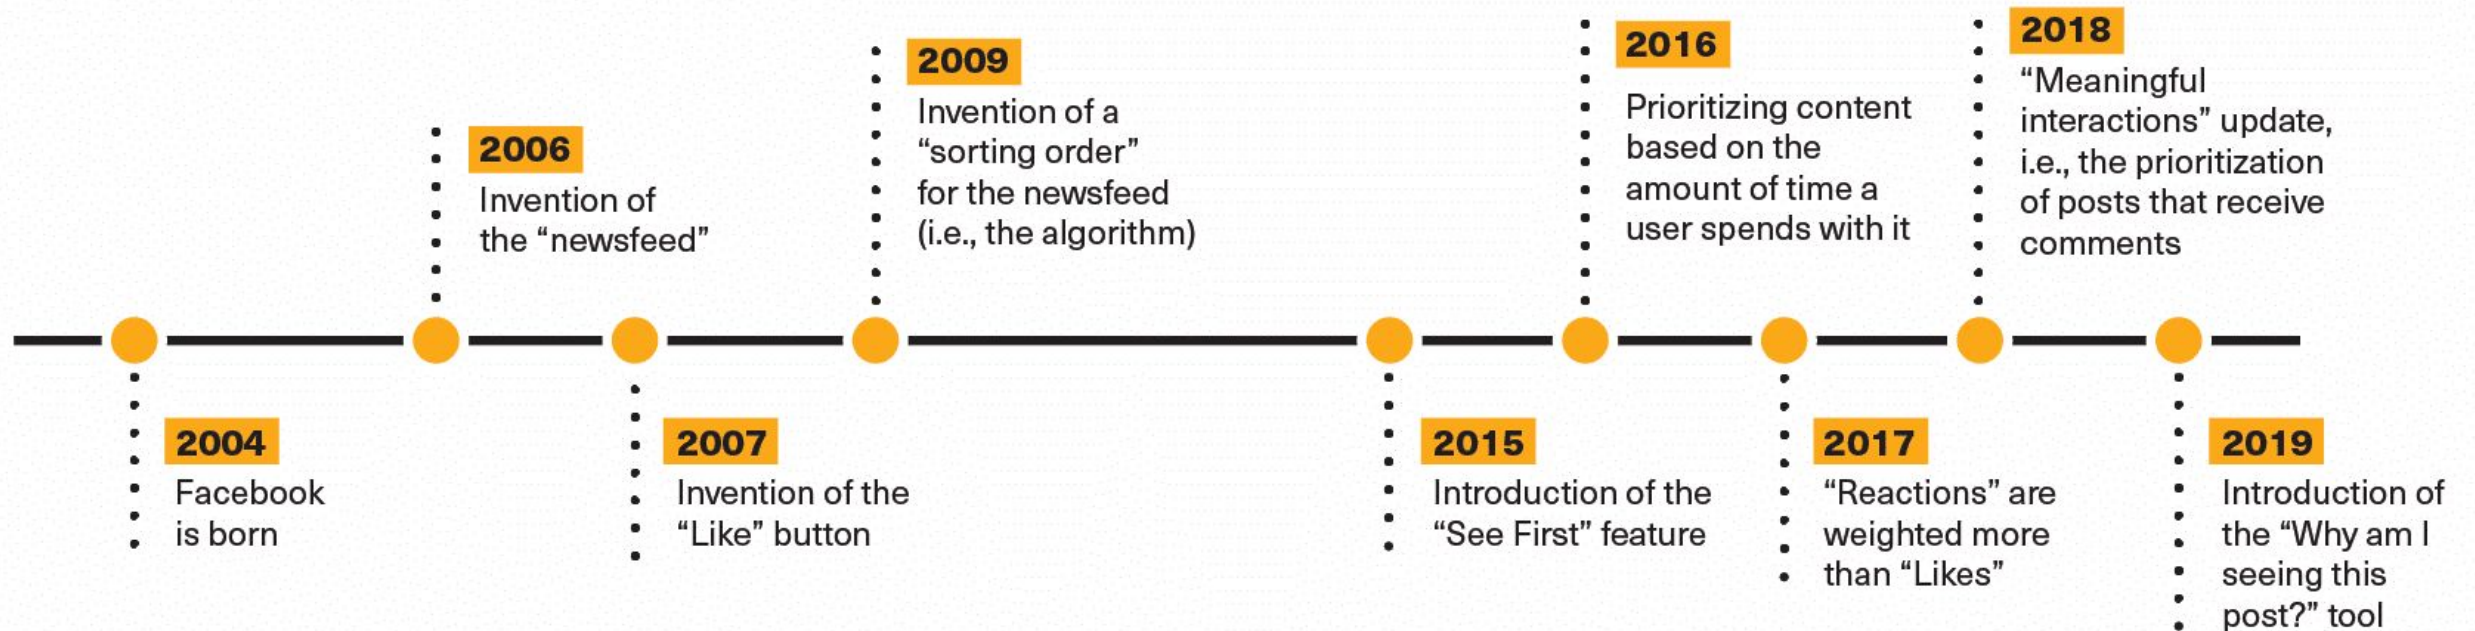 2004
Facebook
is born
2006
Invention of
the “newsfeed”
2007
Invention of the
“Like” button
2009
Invention of a
“sorting order”
for the newsfeed
(i.e., the algorithm)
2015
Introduction of the
“See First” feature
2016
Prioritizing content
based on the
amount of time a
user spends with it
2017
“Reactions” are
weighted more
than “Likes”
2018
“Meaningful
interactions” update,
i.e., the prioritization
of posts that receive
comments
2019
Introduction of
the “Why am I
seeing this
post?” tool